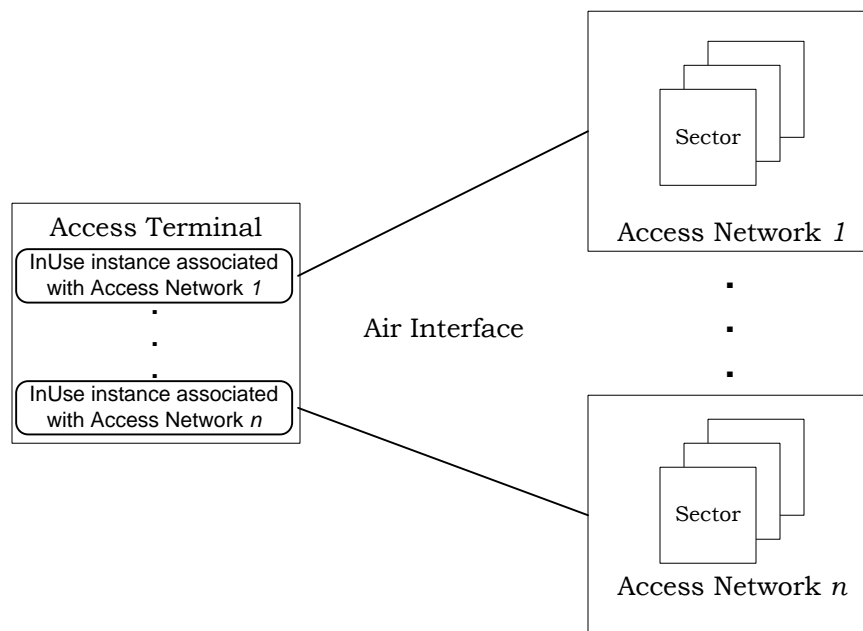 Sector
Access Network 1
Access Terminal
InUse instance associated
with Access Network 1
Air Interface
InUse instance associated
with Access Network n
Sector
Access Network n